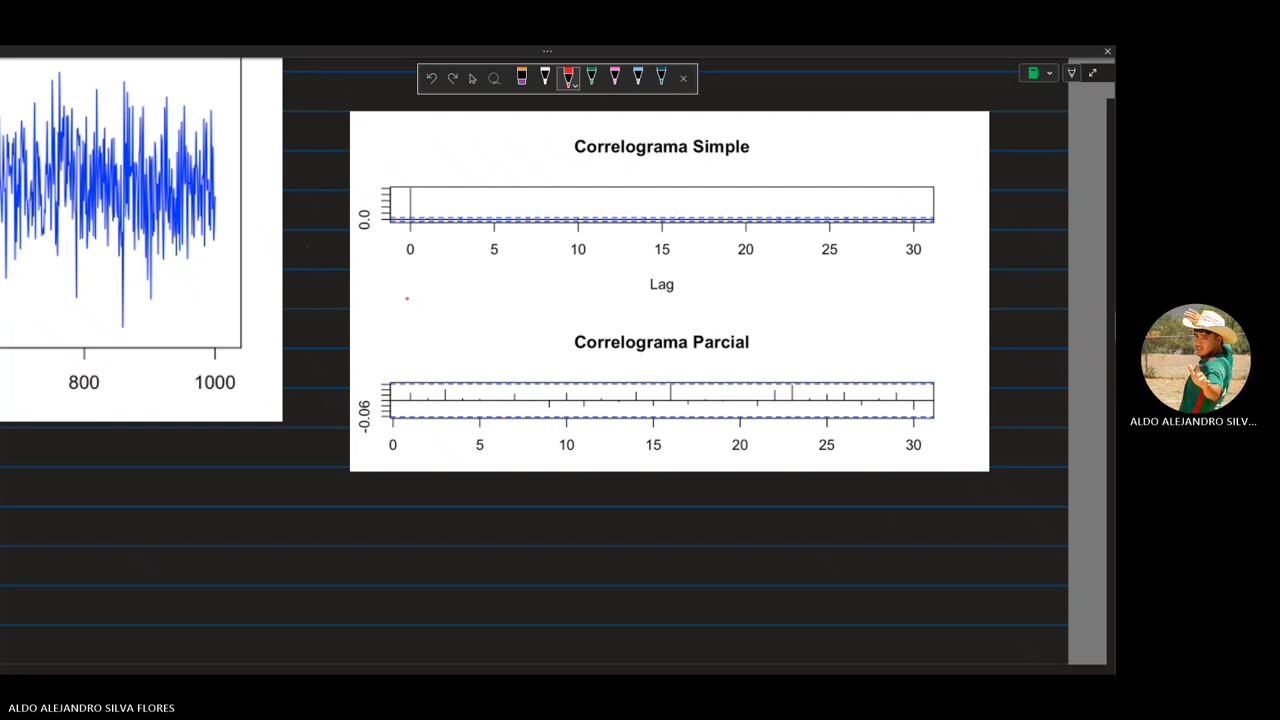 Correlograma Simple
0.0
0 5 10 15 20 25 30
Lag
Correlograma Parcial
-0.06
0 5 10 15 20 25 30
800 1000
ALDO ALEJANDRO SILV...
ALDO ALEJANDRO SILVA FLORES